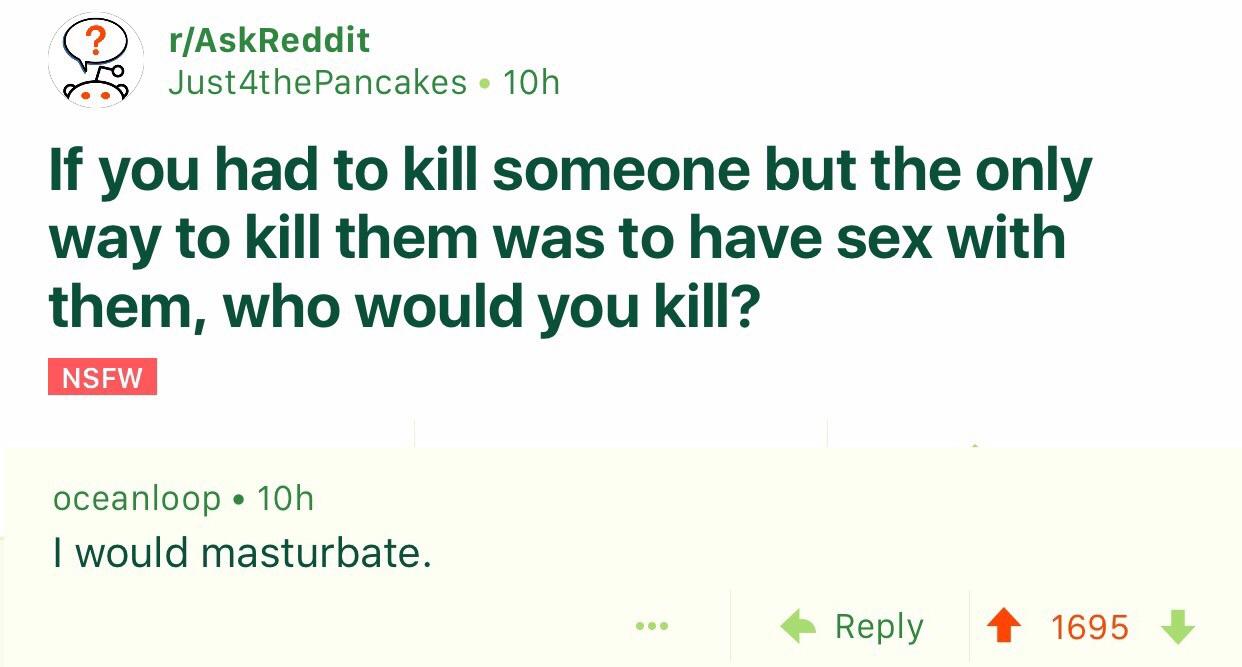 ?
r/AskReddit
Just4thePancakes • 10h
If you had to kill someone but the only
way to kill them was to have sex with
them, who would you kill?
NSFW
oceanloop • 10h
I would masturbate.
••• Reply 1695